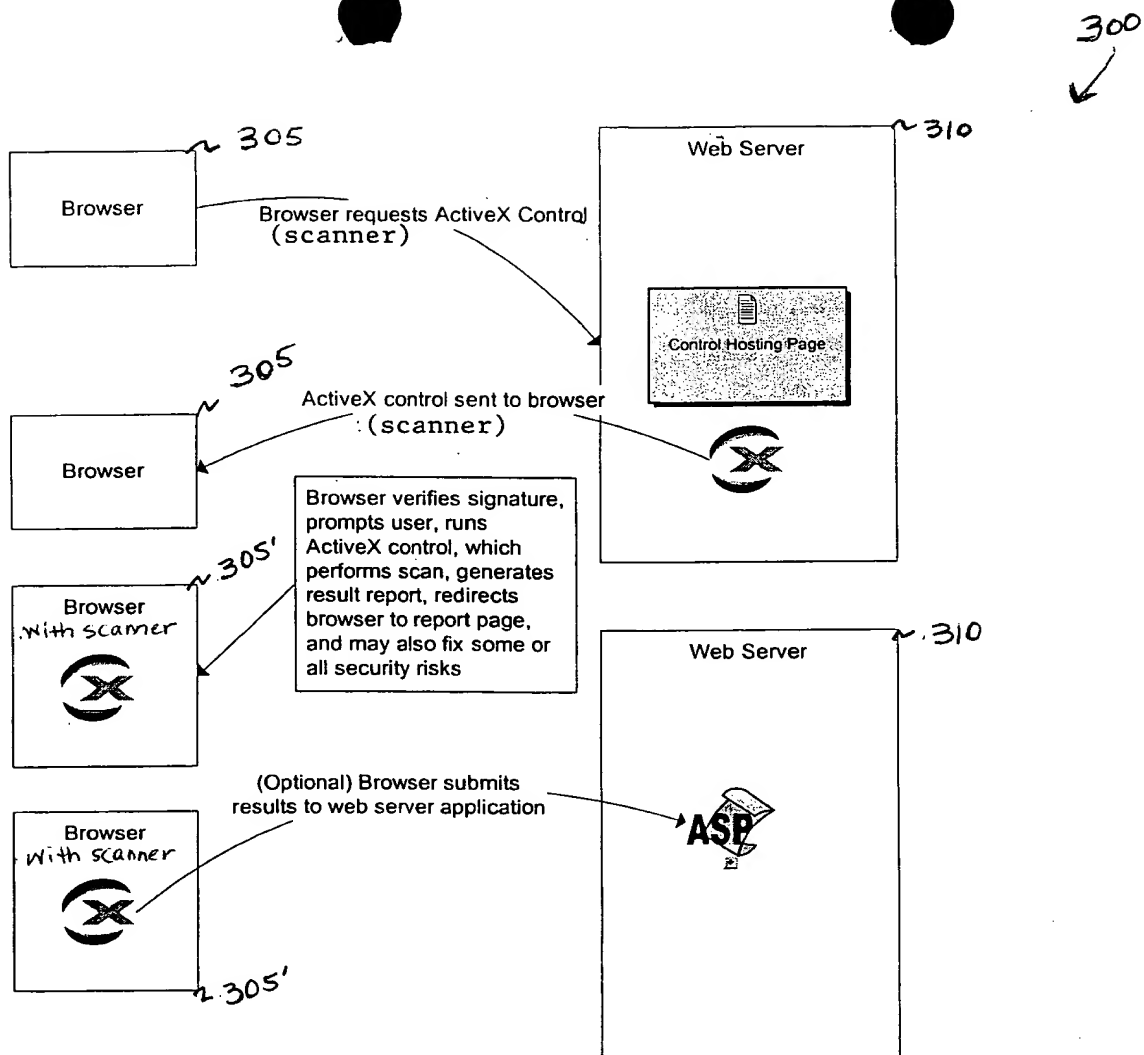 300
305
Browser
Browser requests ActiveX Control
(scanner)
310
Web Server
Control Hosting Page
305
Browser
ActiveX control sent to browser
(scanner)
305'
Browser
with scanner
X
Browser verifies signature,
prompts user, runs
ActiveX control, which
performs scan, generates
result report, redirects
browser to report page,
and may also fix some or
all security risks
X
310
Web Server
(Optional) Browser submits
results to web server application
ASP
Browser
with scanner
X
305'